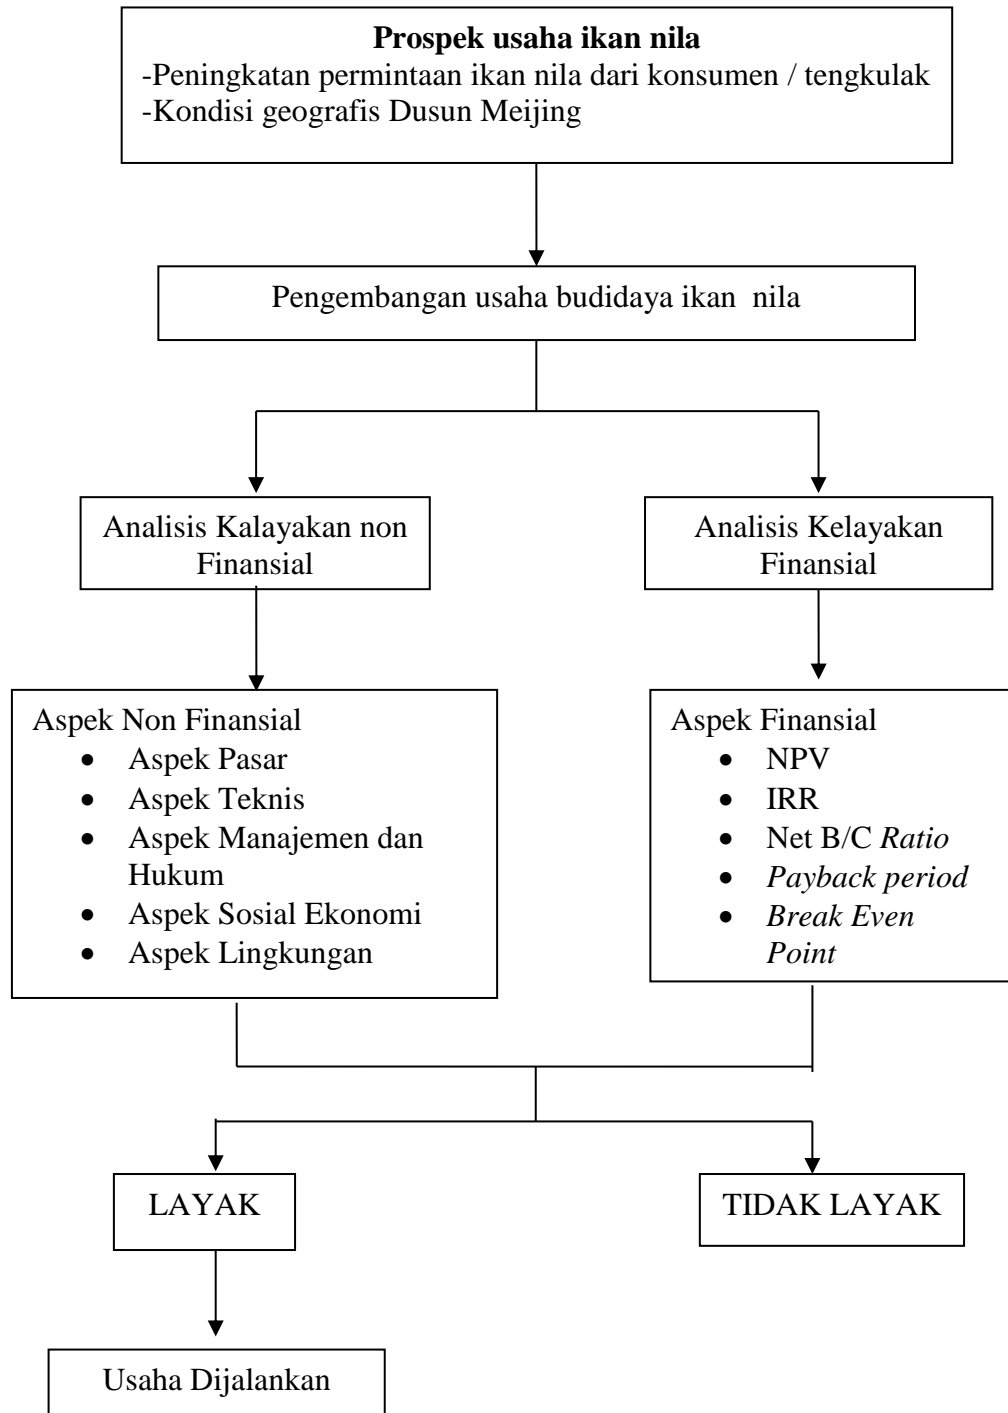 Prospek usaha ikan nila
-Peningkatan permintaan ikan nila dari konsumen / tengkulak
-Kondisi geografis Dusun Meijing
Pengembangan usaha budidaya ikan  nila
Analisis Kalayakan non
Finansial
Analisis Kelayakan
Finansial
Aspek Non Finansial
• Aspek Pasar
• Aspek Teknis
• Aspek Manajemen dan
Hukum
• Aspek Sosial Ekonomi
• Aspek Lingkungan
Aspek Finansial
• NPV
• IRR
• Net B/C Ratio
• Payback period
• Break Even
Point
LAYAK
TIDAK LAYAK
Usaha Dijalankan